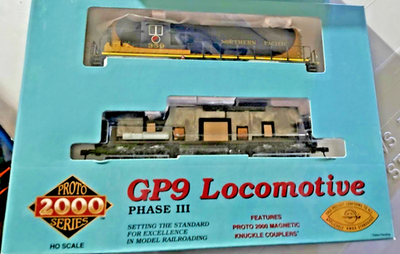 NORTHERN PACIFIC
PROTO
2000
SERIES
HO SCALE
GP9 Locomotive
PHASE III
SETTING THE STANDARD
FOR EXCELLENCE
IN MODEL RAILROADING
FEATURES
PROTO 2000 MAGNETIC
KNUCKLE COUPLERS